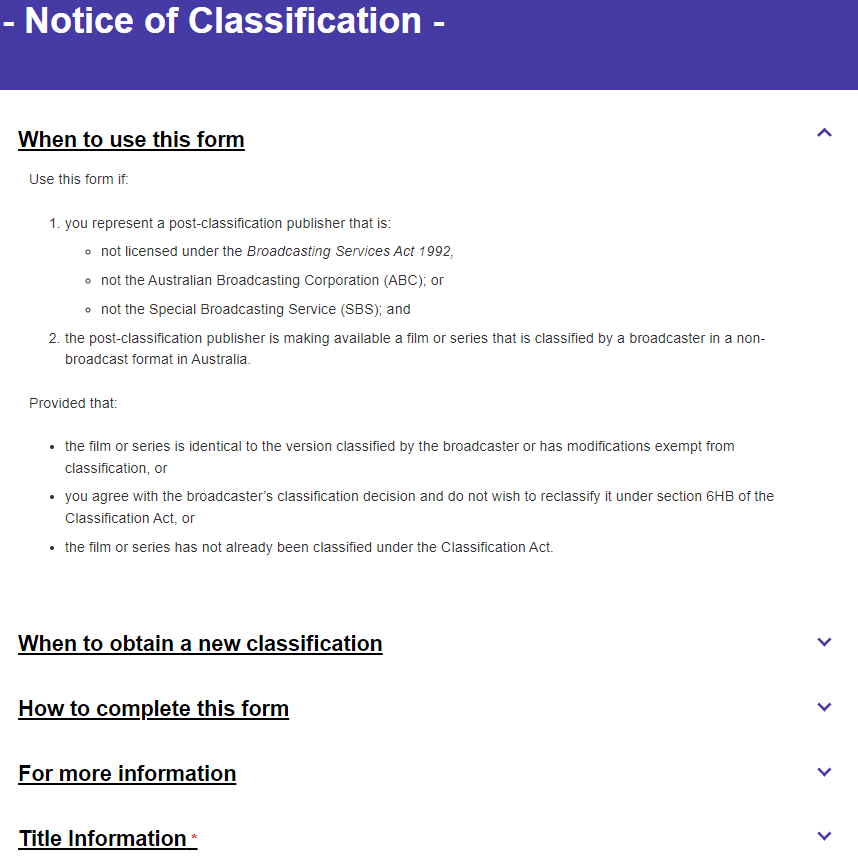 - Notice of Classification -
When to use this form
Use this form if:
1. you represent a post-classification publisher that is:
not licensed under the Broadcasting Services Act 1992,
not the Australian Broadcasting Corporation (ABC); or
not the Special Broadcasting Service (SBS); and
2. the post-classification publisher is making available a film or series that is classified by a broadcaster in a non-
broadcast format in Australia.
Provided that:
the film or series is identical to the version classified by the broadcaster or has modifications exempt from
classification, or
you agree with the broadcaster’s classification decision and do not wish to reclassify it under section 6HB of the
Classification Act, or
the film or series has not already been classified under the Classification Act.
When to obtain a new classification
How to complete this form
For more information
Title Information *